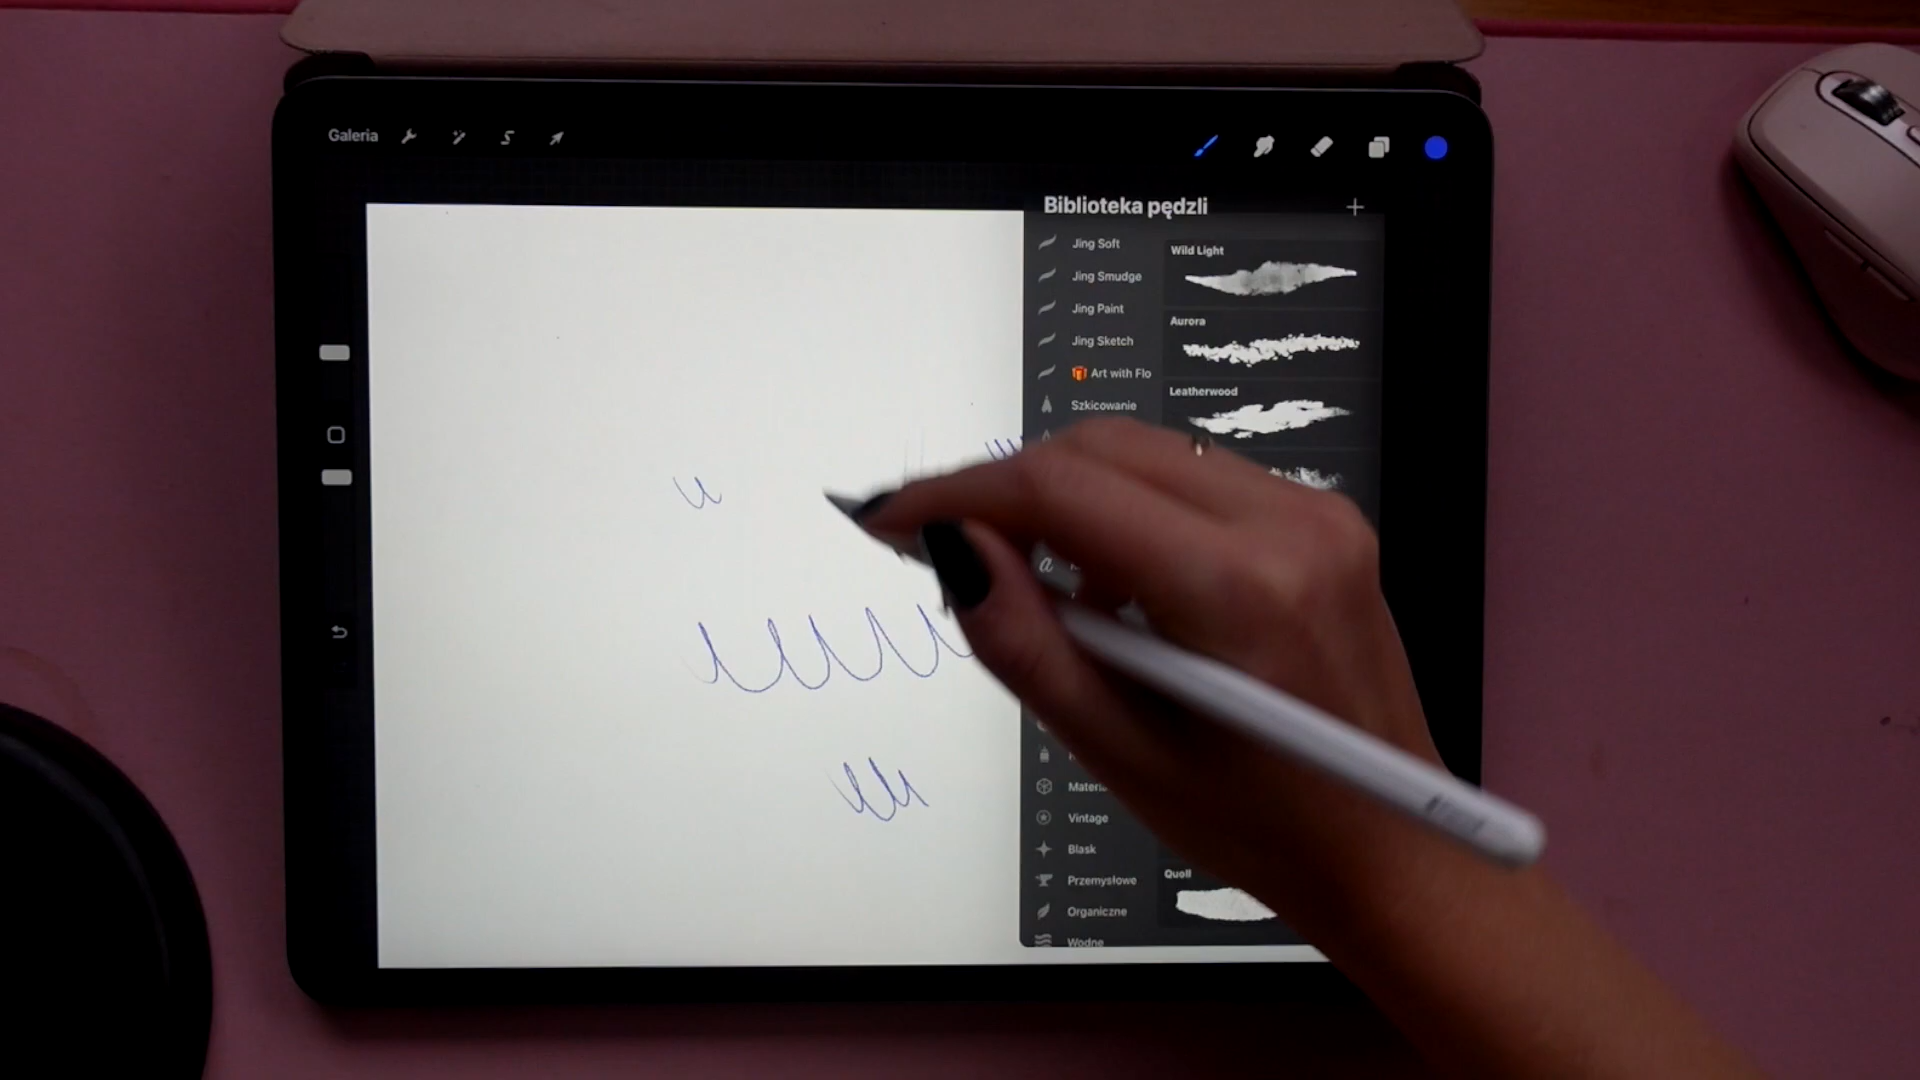 Galeria
Biblioteka pędzli
Jing Soft
Jing Smudge
Jing Paint
Jing Sketch
Art with Flo
Szkicowanie
Vintage
Blask
Przemysłowe
Organiczne
Wodne
Wild Light
Aurora
Leatherwood
Quoll